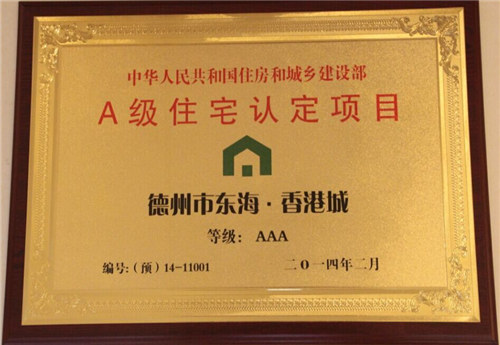 中华人民共和国住房和城乡建设部
A级住宅认定项目
德州市东海·香港城
等级：AAA
编号:(预)14-11001 二O一四年二月